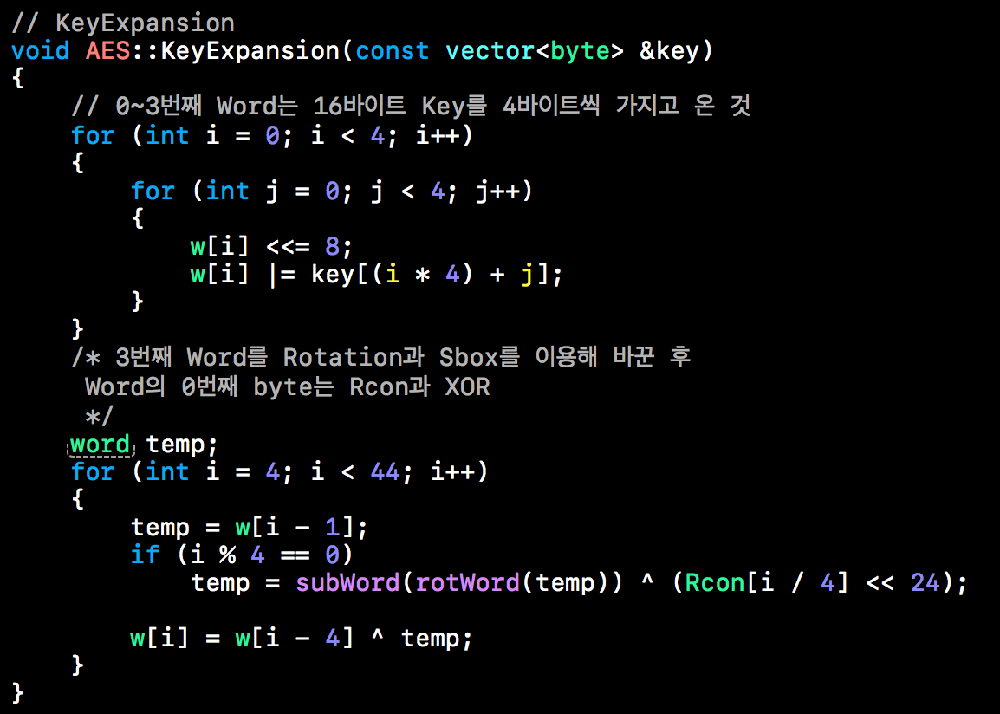 // KeyExpansion
void AES::KeyExpansion(const vector<byte> &key)
{
    // 0~3번째 Word는 16바이트 Key를 4바이트씩 가지고 온 것
    for (int i = 0; i < 4; i++)
    {
        for (int j = 0; j < 4; j++)
        {
            w[i] <<= 8;
            w[i] |= key[(i * 4) + j];
        }
    }
    /* 3번째 Word를 Rotation과 Sbox를 이용해 바꾼 후
     Word의 0번째 byte는 Rcon과 XOR
     */
    word temp;
    for (int i = 4; i < 44; i++)
    {
        temp = w[i - 1];
        if (i % 4 == 0)
            temp = subWord(rotWord(temp)) ^ (Rcon[i / 4] << 24);

        w[i] = w[i - 4] ^ temp;
    }
}